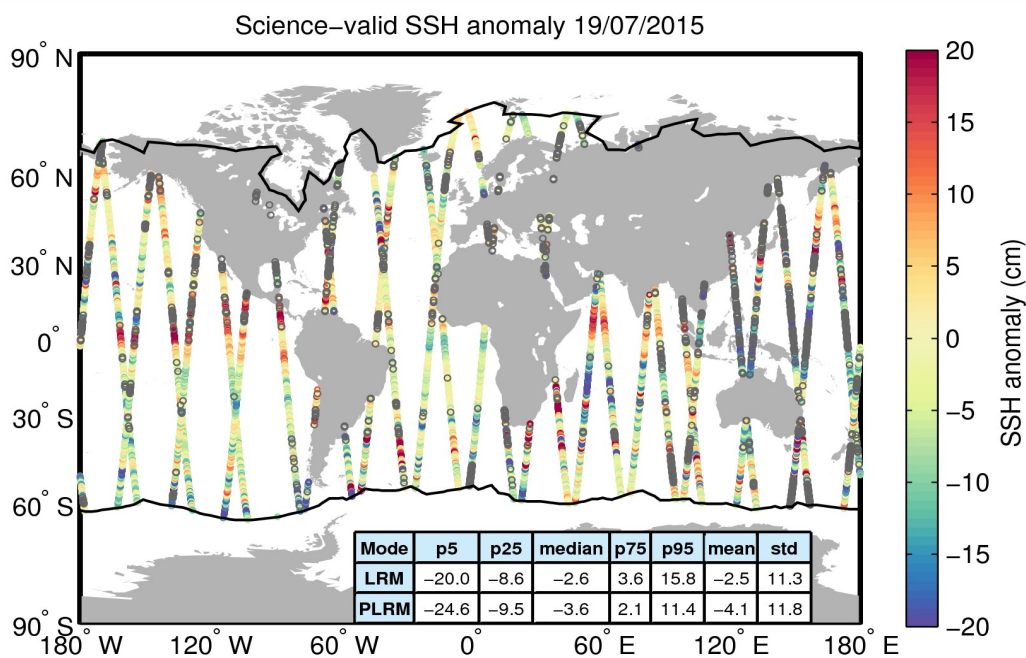 Science−valid SSH anomaly 19/07/2015
90° N
60° N
30° N
0°
30° S
60° S
90° S
180° W
120° W
60° W
0
60° E
120° E
180° E
Mode p5 p25 median p75 p95 mean std
LRM −20.0 −8.6 −2.6 3.6 15.8 −2.5 11.3
PLRM −24.6 −9.5 −3.6 2.1 11.4 −4.1 11.8
20
15
10
5
0
−5
−10
−15
−20
SSH anomaly (cm)